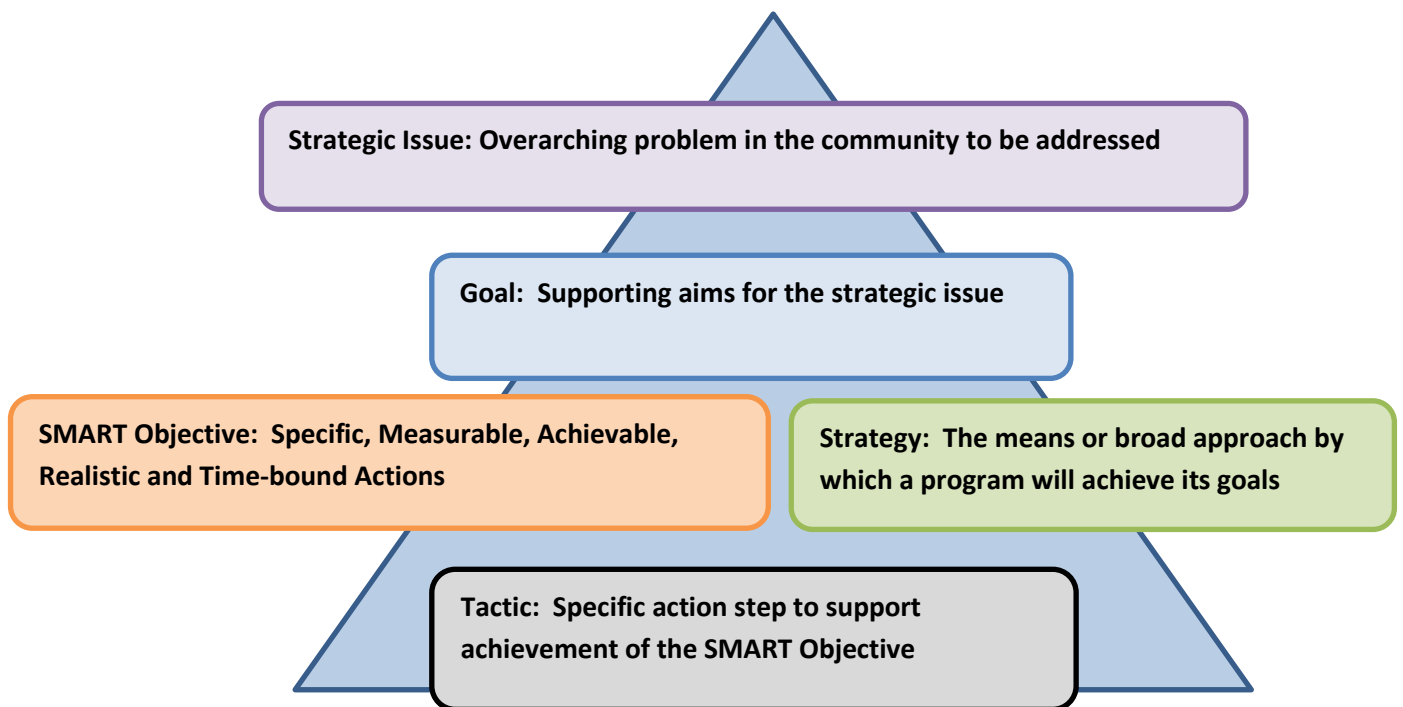 Strategic Issue: Overarching problem in the community to be addressed
Goal:  Supporting aims for the strategic issue
SMART Objective:  Specific, Measurable, Achievable,
Realistic and Time-bound Actions
Strategy:  The means or broad approach by
which a program will achieve its goals
Tactic:  Specific action step to support
achievement of the SMART Objective